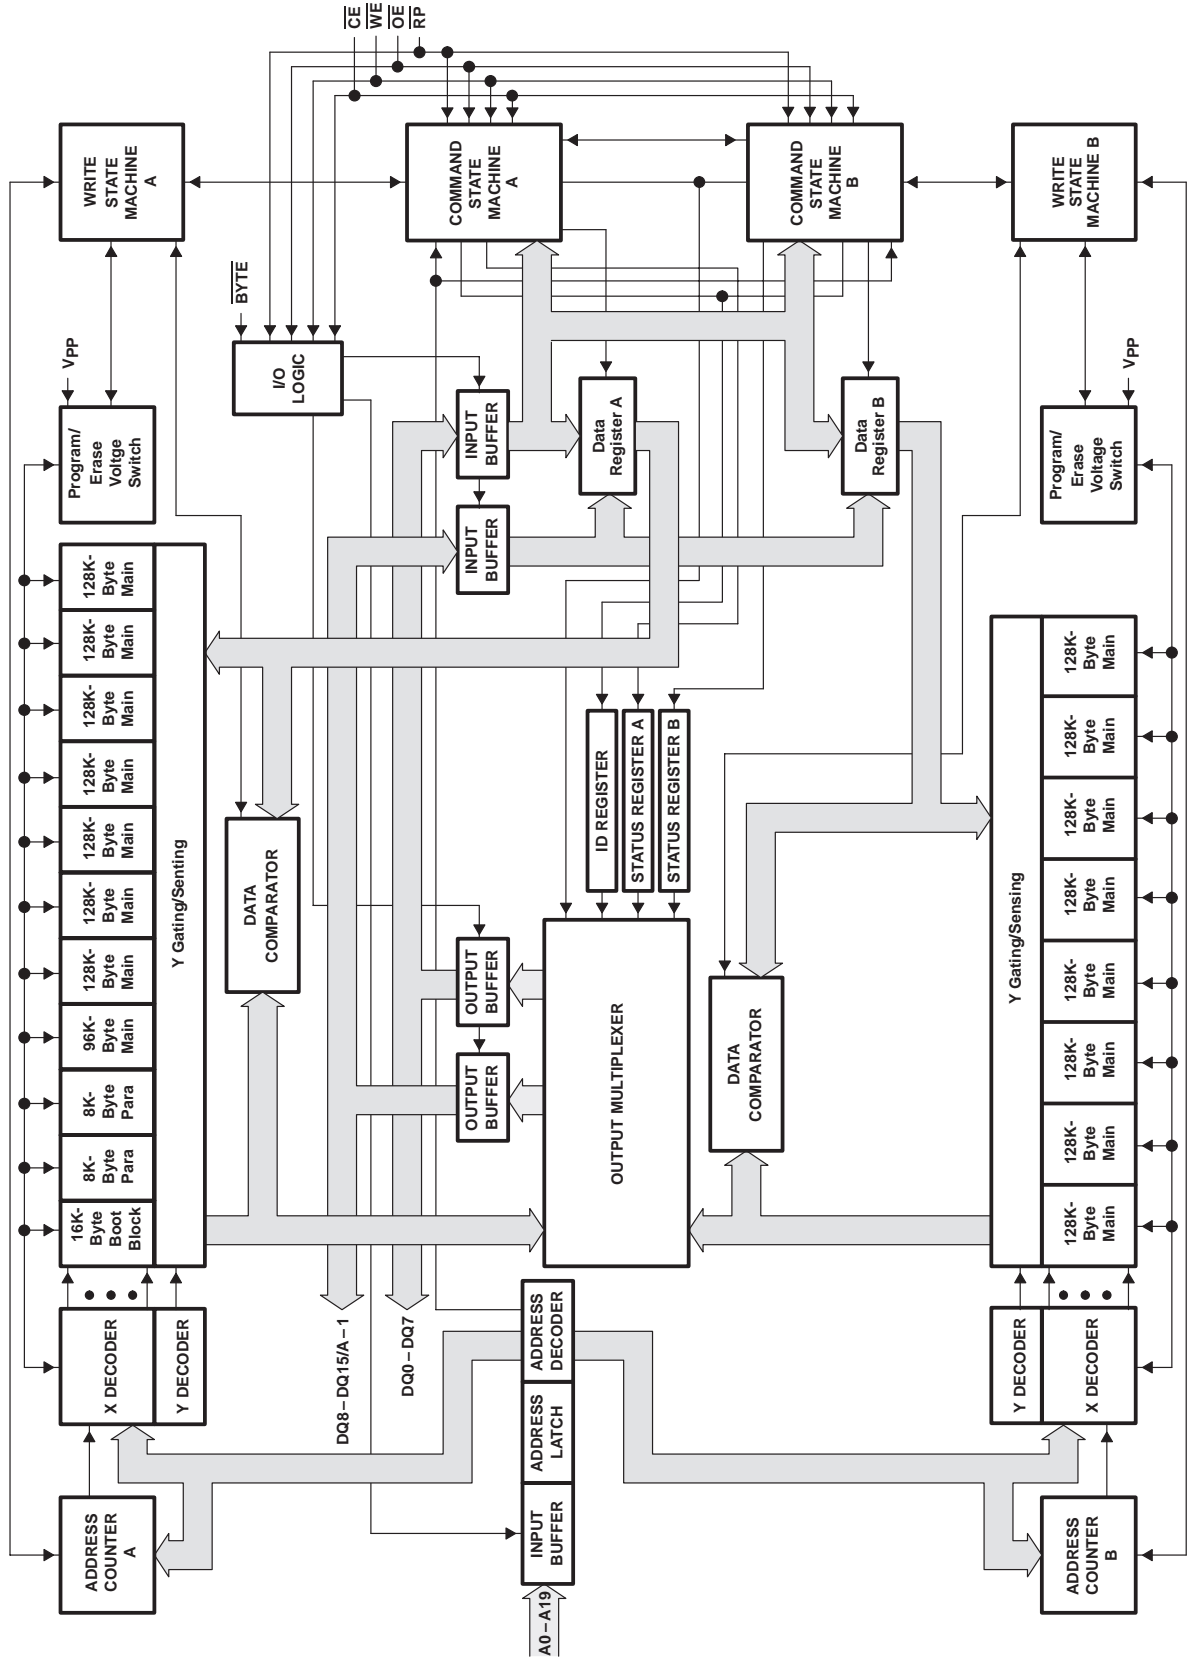 ADDRESS
COUNTER
A
X DECODER
Y DECODER
16K-
Byte
Boot
Block
8K-
Byte
Para
8K-
Byte
Para
96K-
Byte
Main
128K-
Byte
Main
128K-
Byte
Main
128K-
Byte
Main
128K-
Byte
Main
128K-
Byte
Main
128K-
Byte
Main
128K-
Byte
Main
Y Gating/Senting
Program/
Erase
Voltge
Switch
VPP
WRITE
STATE
MACHINE
A
DATA
COMPARATOR
I/O
LOGIC
BYTE
CE
WE
OE
RP
DQ8–DQ15/A–1
DQ0–DQ7
OUTPUT
BUFFER
OUTPUT
BUFFER
INPUT
BUFFER
INPUT
BUFFER
COMMAND
STATE
MACHINE
A
A0–A19
INPUT
BUFFER
ADDRESS
LATCH
ADDRESS
DECODER
OUTPUT MULTIPLEXER
ID REGISTER
STATUS REGISTER A
STATUS REGISTER B
Data
Register A
Data
Register B
COMMAND
STATE
MACHINE
B
DATA
COMPARATOR
ADDRESS
COUNTER
B
Y DECODER
X DECODER
Y Gating/Sensing
128K-
Byte
Main
128K-
Byte
Main
128K-
Byte
Main
128K-
Byte
Main
128K-
Byte
Main
128K-
Byte
Main
128K-
Byte
Main
128K-
Byte
Main
Program/
Erase
Voltage
Switch
VPP
WRITE
STATE
MACHINE B